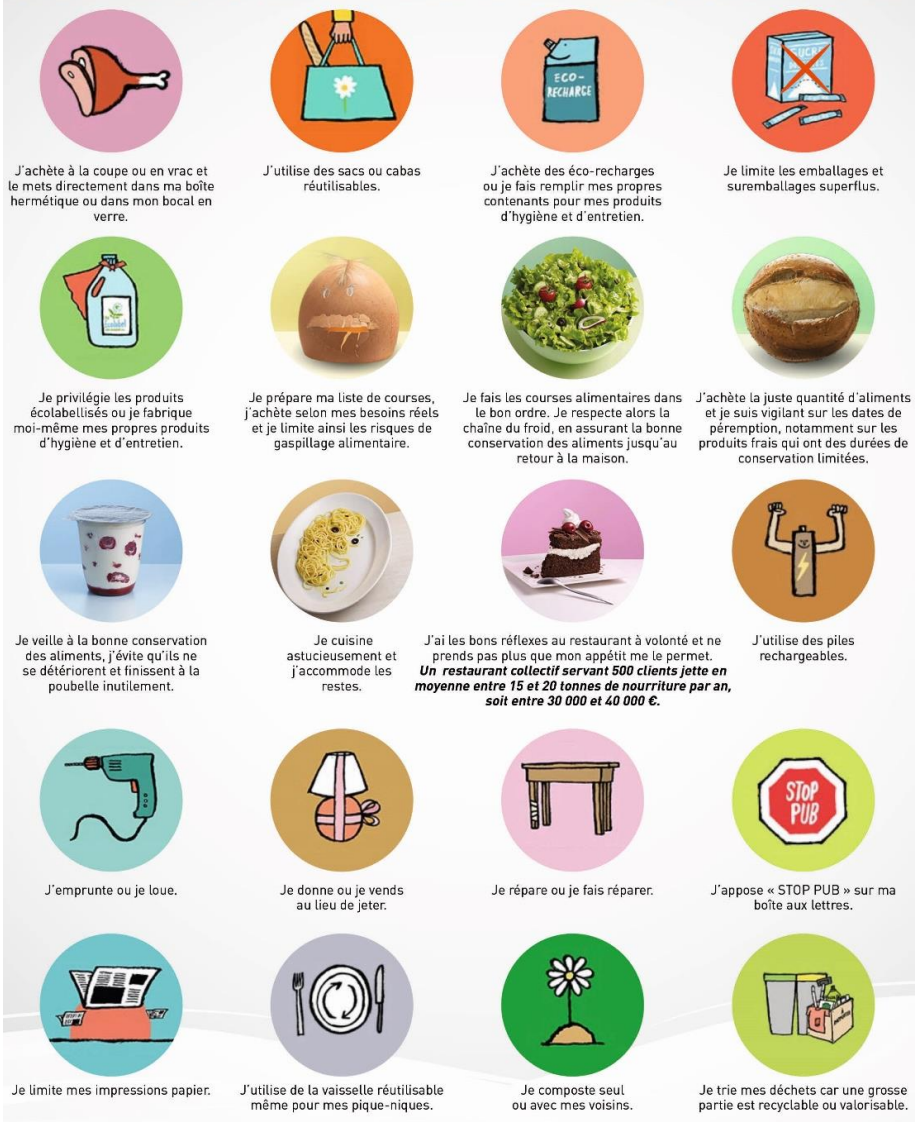 SUCRE
ECO-
RECHARGE
J'achète à la coupe ou en vrac et
le mets directement dans ma boîte
hermétique ou dans mon bocal en
verre.
J'utilise des sacs ou cabas
réutilisables.
J'achète des éco-recharges
ou je fais remplir mes propres
contenants pour mes produits
d'hygiène et d'entretien.
Je limite les emballages et
suremballages superflus.
Ecolabel
Je privilégie les produits
écolabellisés ou je fabrique
moi-même mes propres produits
d'hygiène et d'entretien.
Je prépare ma liste de courses,
j'achète selon mes besoins réels
et je limite ainsi les risques de
gaspillage alimentaire.
Je fais les courses alimentaires dans
le bon ordre. Je respecte alors la
chaîne du froid, en assurant la bonne
conservation des aliments jusqu'au
retour à la maison.
J'achète la juste quantité d'aliments
et je suis vigilant sur les dates de
péremption, notamment sur les
produits frais qui ont des durées de
conservation limitées.
Je veille à la bonne conservation
des aliments, j'évite qu'ils ne
se détériorent et finissent à la
poubelle inutilement.
Je cuisine
astucieusement et
j'accommode les
restes.
J'ai les bons réflexes au restaurant à volonté et ne
prends pas plus que mon appétit me le permet.
Un restaurant collectif servant 500 clients jette en
moyenne entre 15 et 20 tonnes de nourriture par an,
soit entre 30 000 et 40 000 €.
J'utilise des piles
rechargeables.
STOP
PUB
J'emprunte ou je loue.
Je donne ou je vends
au lieu de jeter.
Je répare ou je fais réparer.
J'appose « STOP PUB » sur ma
boîte aux lettres.
Je limite mes impressions papier.
J'utilise de la vaisselle réutilisable
même pour mes pique-niques.
Je composte seul
ou avec mes voisins.
Je trie mes déchets car une grosse
partie est recyclable ou valorisable.